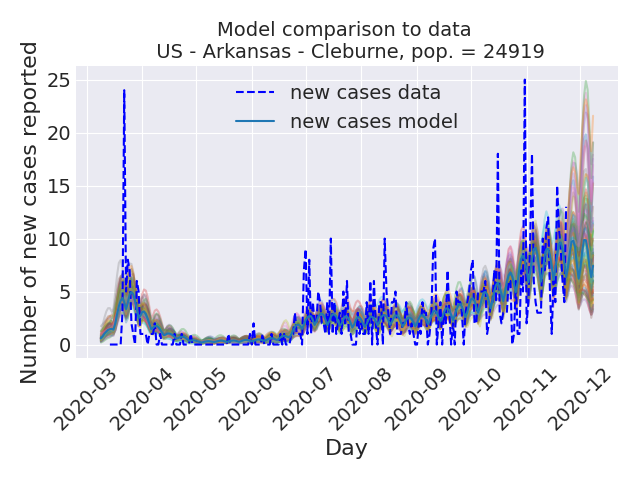 Model comparison to data
US - Arkansas - Cleburne, pop. = 24919
new cases data
new cases model
Number of new cases reported
25
20
15
10
5
0
2020-03
2020-04
2020-05
2020-06
2020-07
2020-08
2020-09
2020-10
2020-11
2020-12
Day